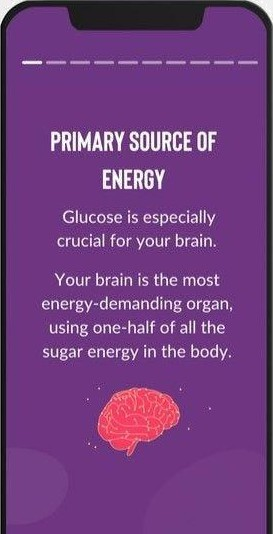 PRIMARY SOURCE OF
ENERGY
Glucose is especially
crucial for your brain.
Your brain is the most
energy-demanding organ,
using one-half of all the
sugar energy in the body.